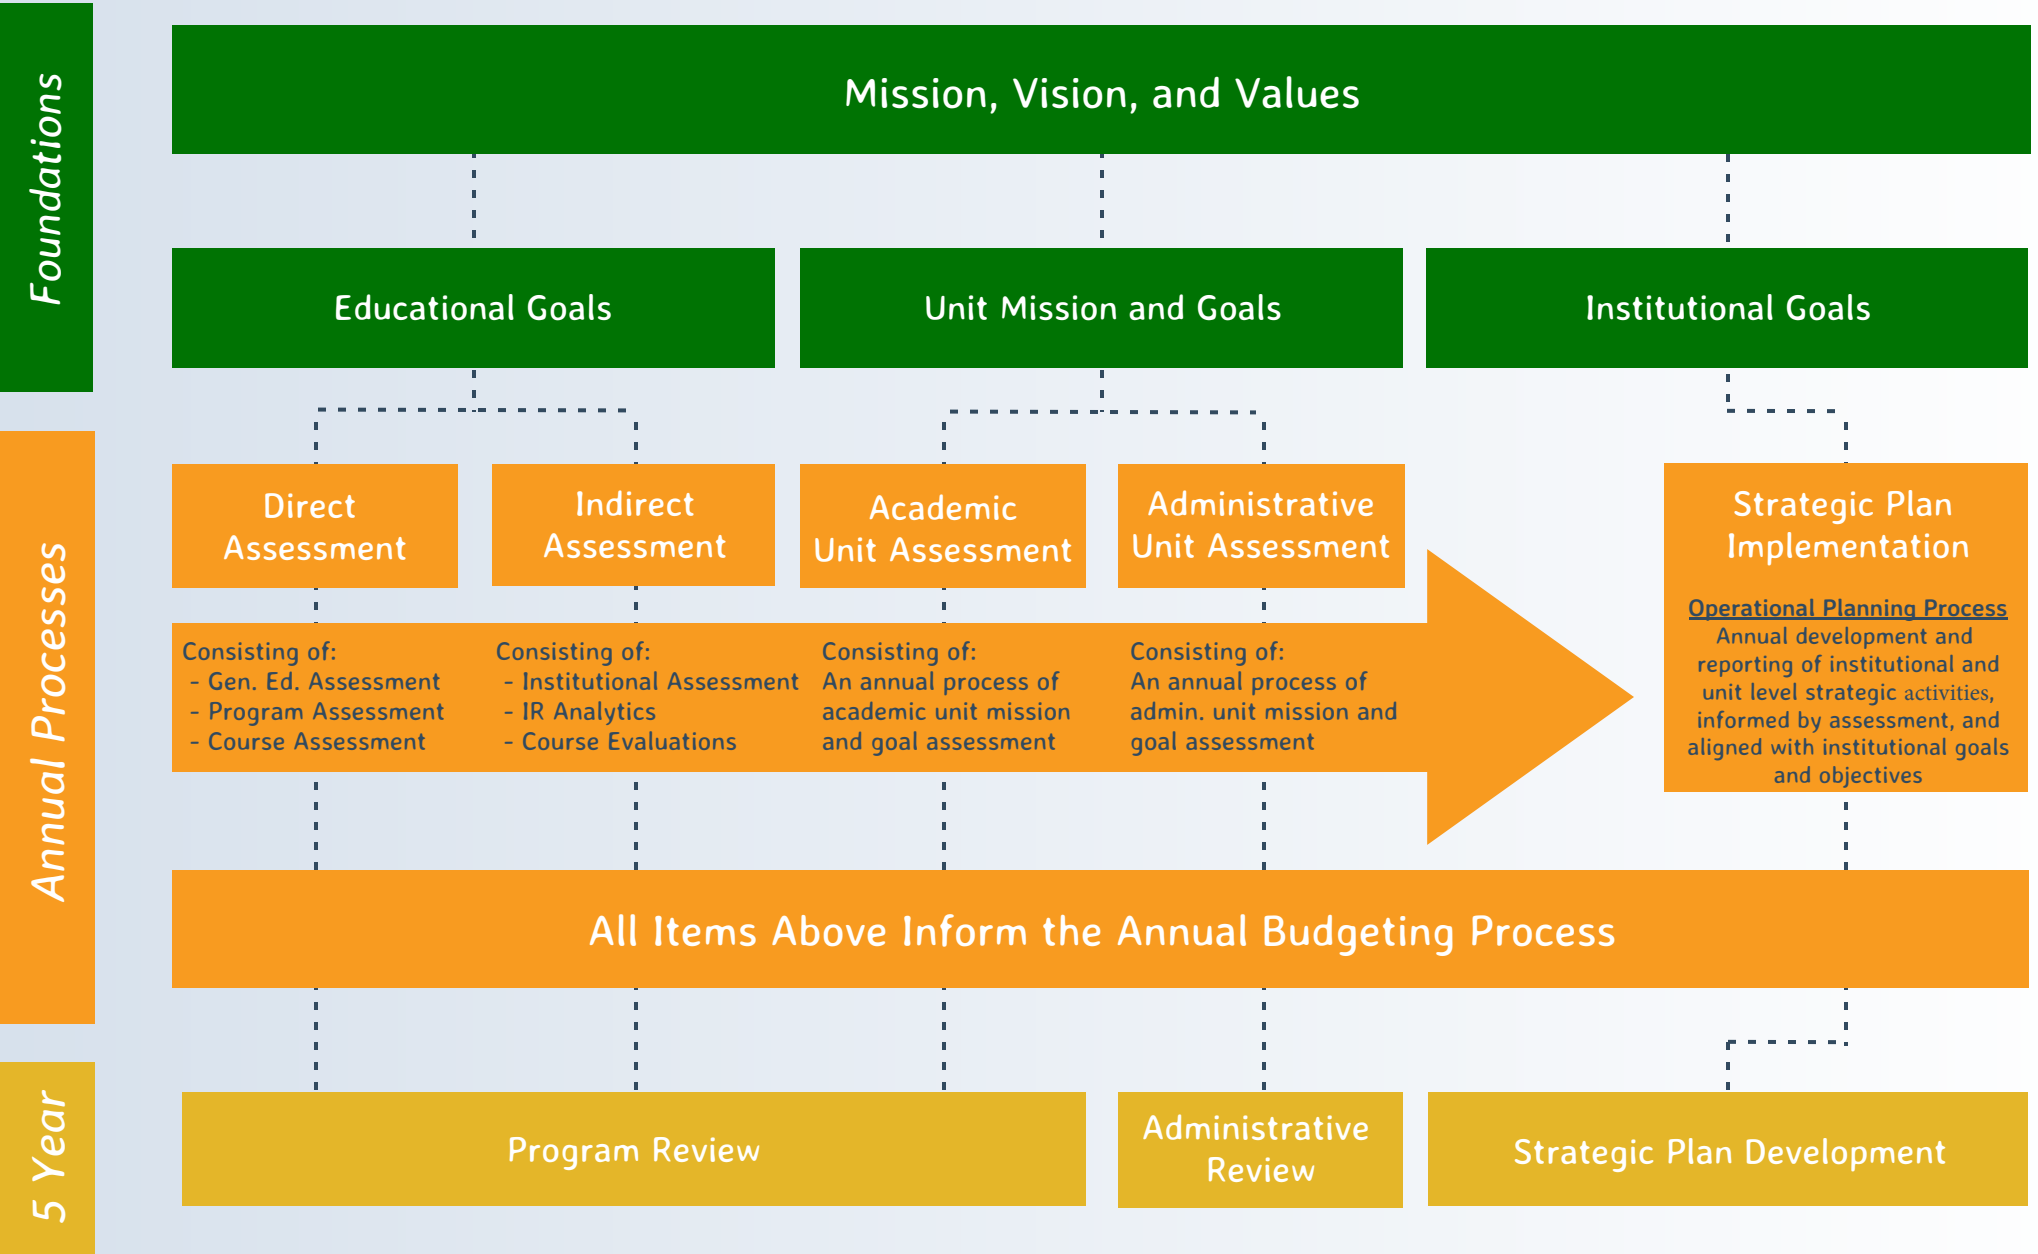 Foundations
Mission, Vision, and Values
Educational Goals
Unit Mission and Goals
Institutional Goals
Annual Processes
Direct
Assessment
Indirect
Assessment
Academic
Unit Assessment
Administrative
Unit Assessment
Strategic Plan
Implementation
Operational Planning Process
Annual development and
reporting of institutional and
unit level strategic activities,
informed by assessment, and
aligned with institutional goals
and objectives
Consisting of:
- Gen. Ed. Assessment
- Program Assessment
- Course Assessment
Consisting of:
- Institutional Assessment
- IR Analytics
- Course Evaluations
Consisting of:
An annual process of
academic unit mission
and goal assessment
Consisting of:
An annual process of
admin. unit mission and
goal assessment
All Items Above Inform the Annual Budgeting Process
5 Year
Program Review
Administrative
Review
Strategic Plan Development